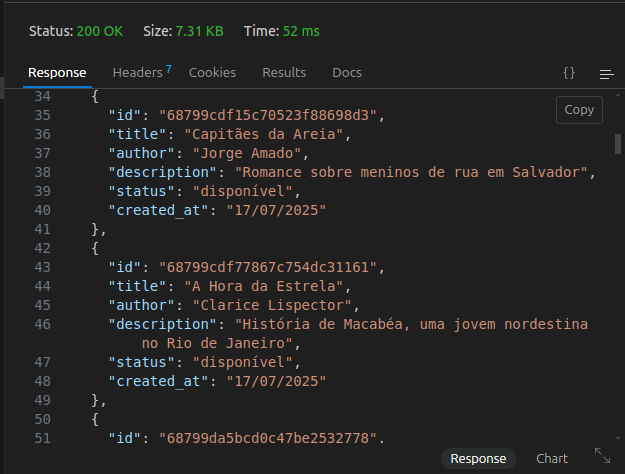 Status: 200 OK Size: 7.31 KB Time: 52 ms
Response Headers 7 Cookies Results Docs {}
34 {
Copy
35 "id": "68799cdf15c70523f88698d3",
36 "title": "Capitães da Areia",
37 "author": "Jorge Amado",
38 "description": "Romance sobre meninos de rua em Salvador",
39 "status": "disponível",
40 "created_at": "17/07/2025"
41 },
42 {
43 "id": "68799cdf77867c754dc31161",
44 "title": "A Hora da Estrela",
45 "author": "Clarice Lispector",
46 "description": "História de Macabéa, uma jovem nordestina
no Rio de Janeiro",
47 "status": "disponível",
48 "created_at": "17/07/2025"
49 },
50 {
51 "id": "68799da5bcd0c47be2532778",
Response Chart